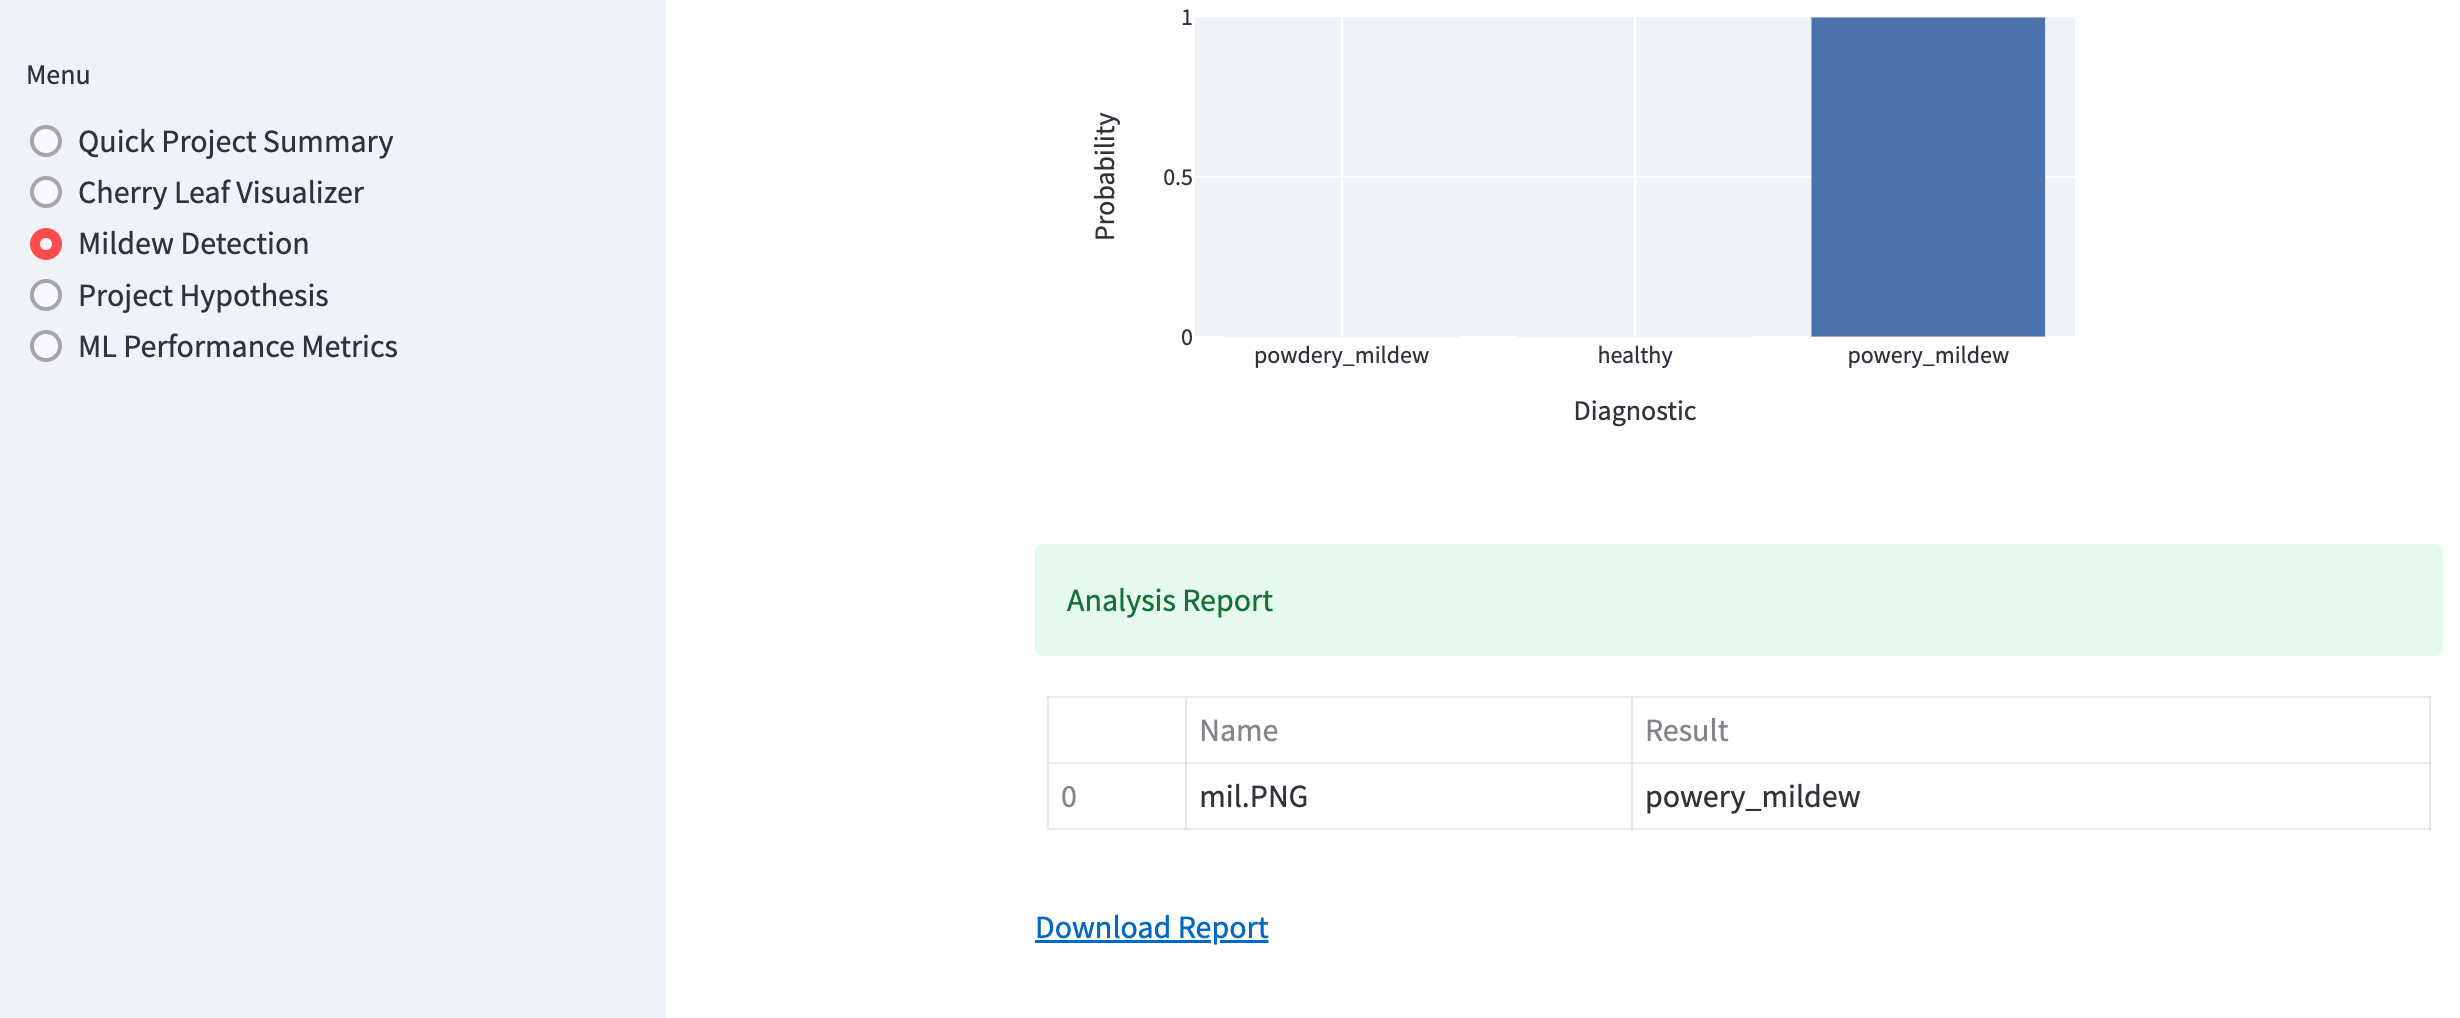 Menu
Quick Project Summary
Cherry Leaf Visualizer
Mildew Detection
Project Hypothesis
ML Performance Metrics
1
0.5
0
Probability
powdery_mildew healthy powery_mildew
Diagnostic
Analysis Report
Name Result
0 mil.PNG powery_mildew
Download Report